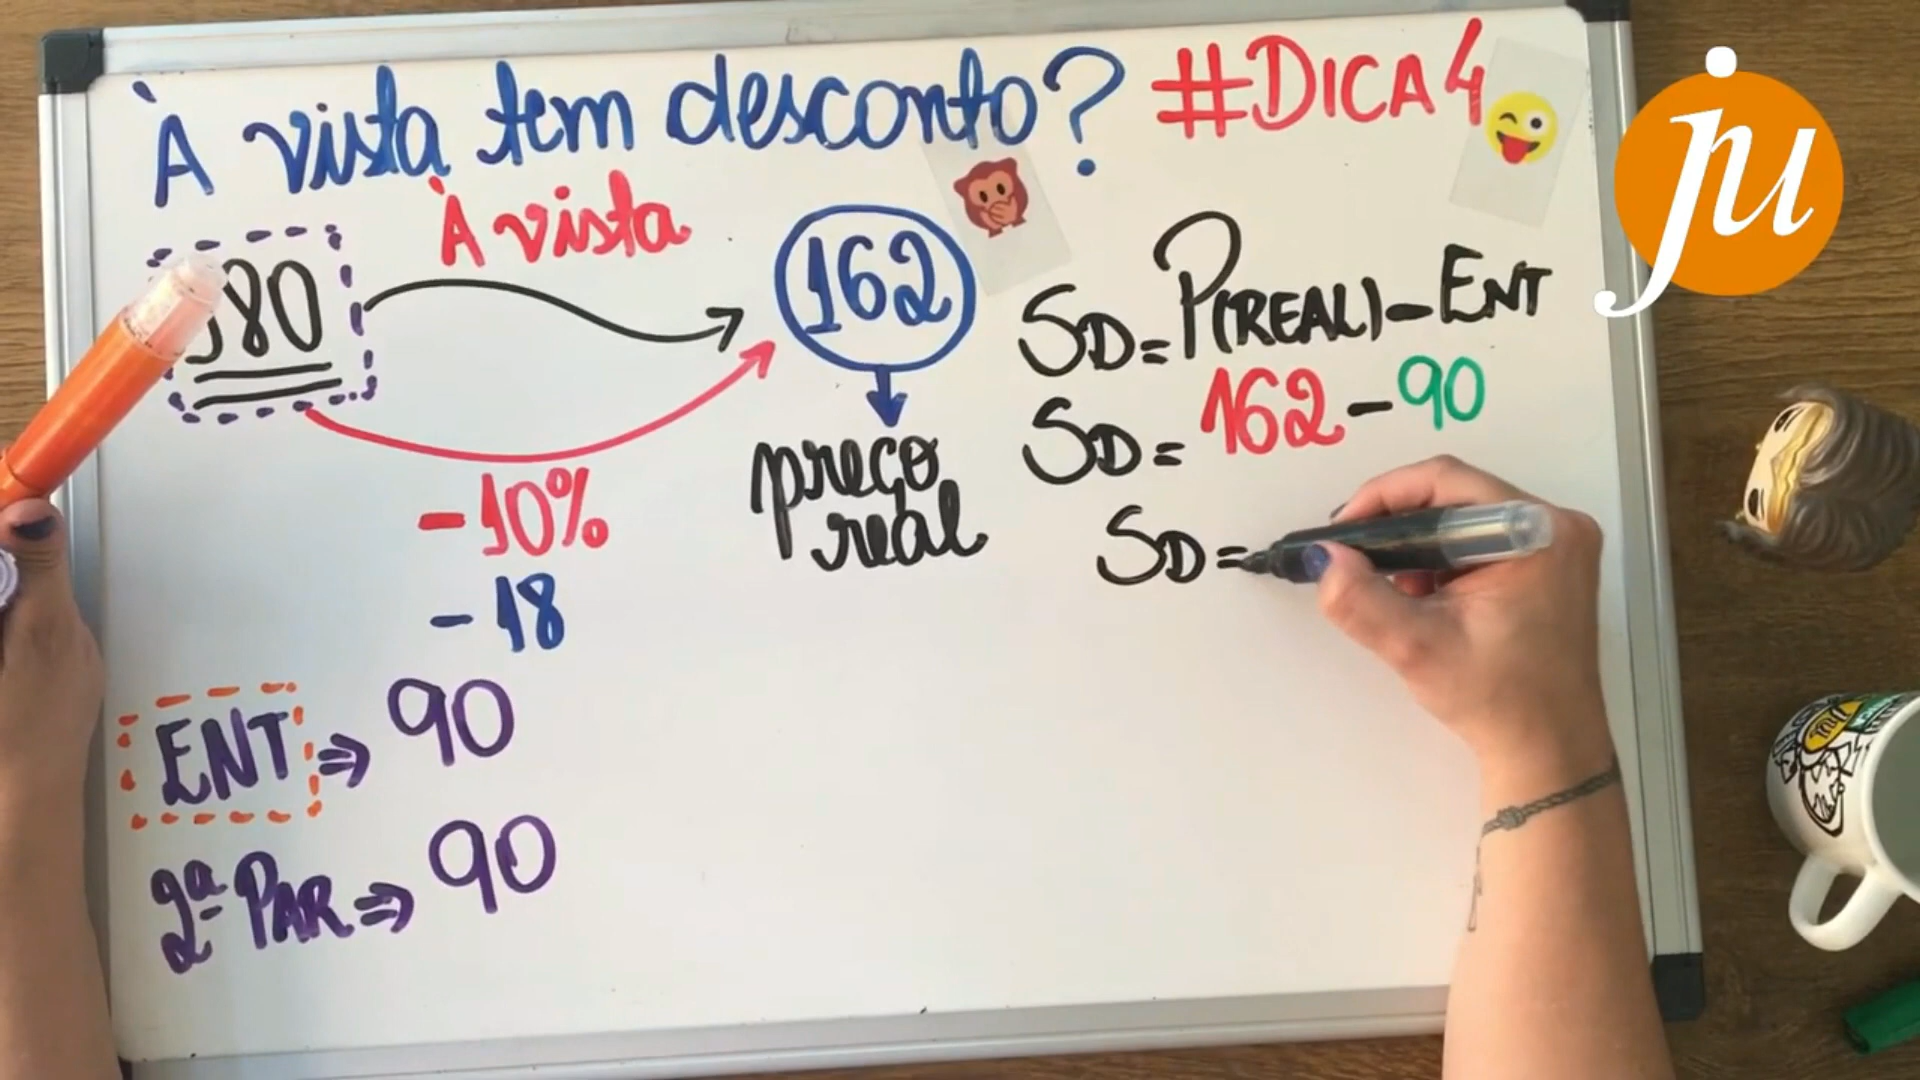 À vista tem desconto? #DICA4
ju
À vista
180
162
-10%
-18
preço
real
SD=P(REAL)-ENT
SD=162-90
SD=
ENT⇒90
2ª PAR⇒90